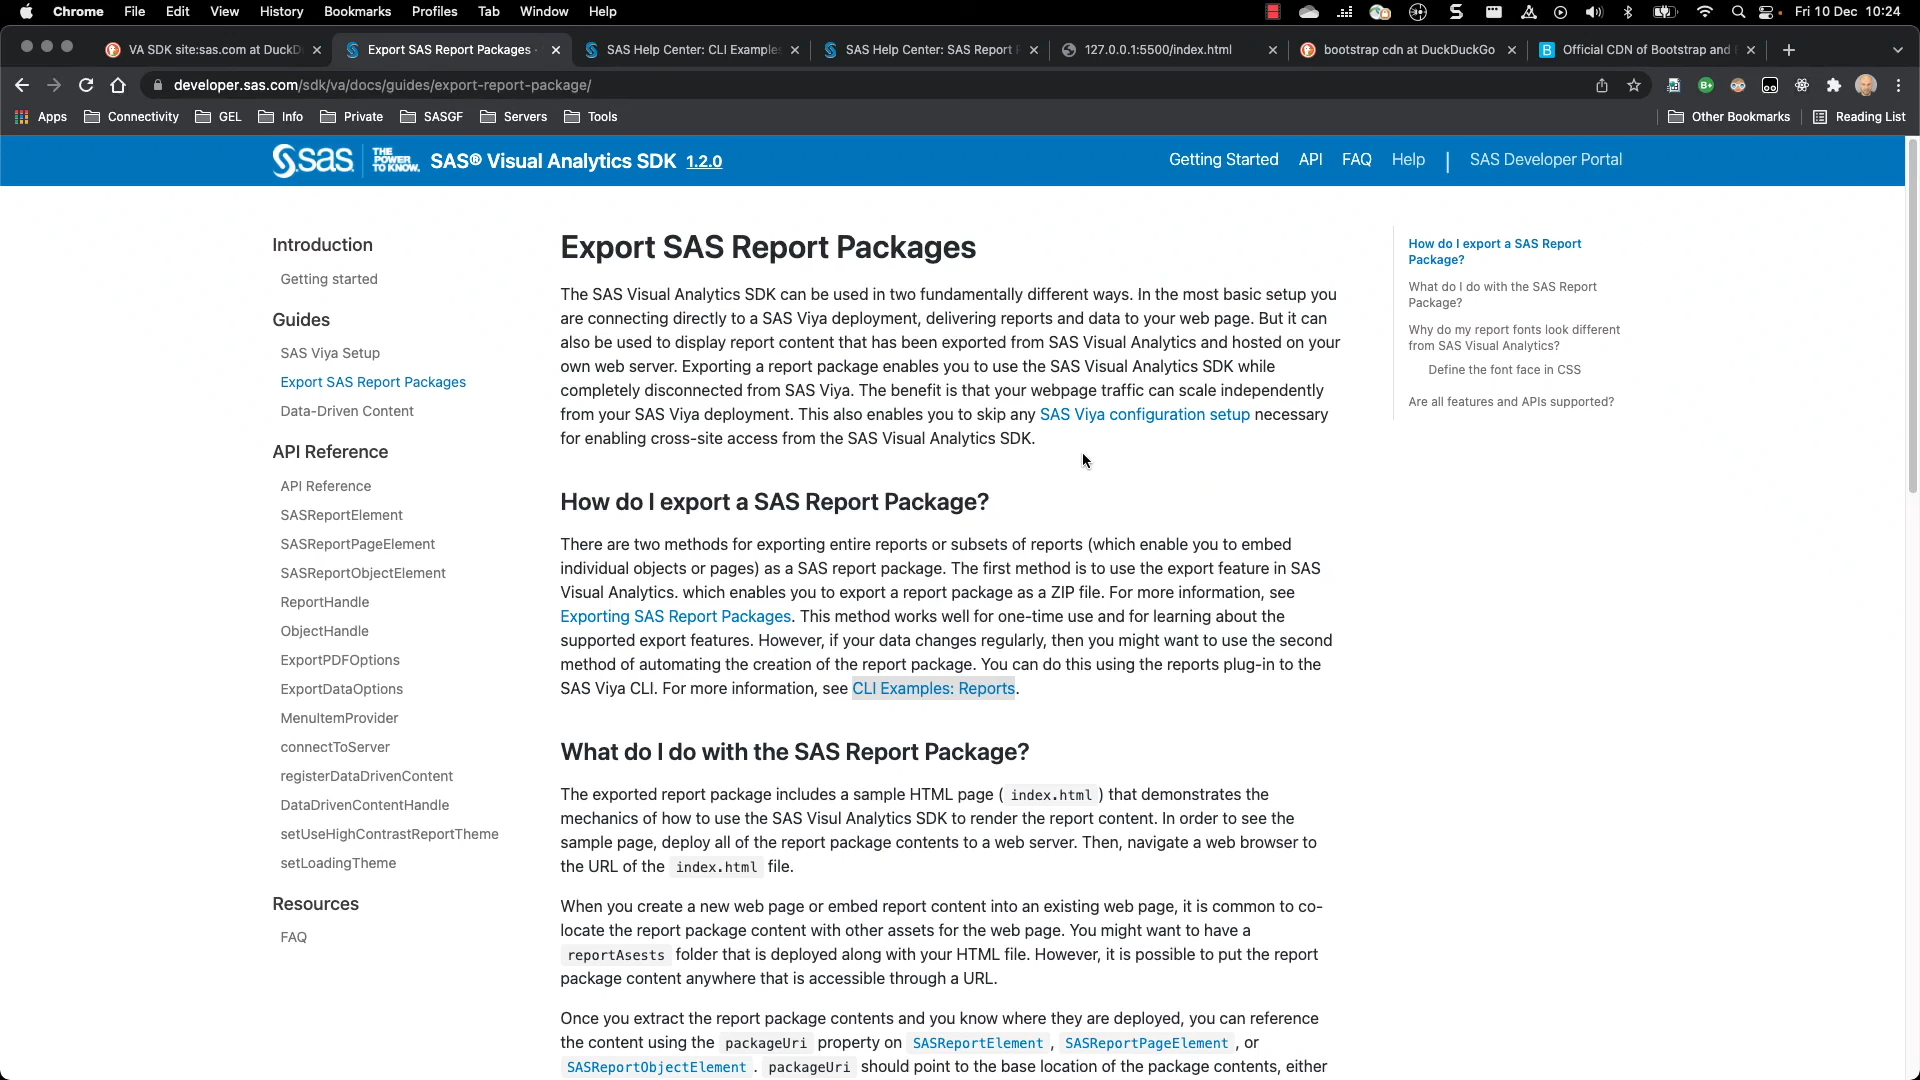 Chrome File Edit View History Bookmarks Profiles Tab Window Help Fri 10 Dec 10:24
VA SDK site:sas.com at DuckD Export SAS Report Packages SAS Help Center: CLI Example SAS Help Center: SAS Report 127.0.0.1:5500/index.html bootstrap cdn at DuckDuckGo Official CDN of Bootstrap and
developer.sas.com/sdk/va/docs/guides/export-report-package/
Apps Connectivity GEL Info Private SASGF Servers Tools Other Bookmarks Reading List
sas THE POWER TO KNOW. SAS® Visual Analytics SDK 1.2.0 Getting Started API FAQ Help | SAS Developer Portal
Introduction
Getting started
Guides
SAS Viya Setup
Export SAS Report Packages
Data-Driven Content
API Reference
API Reference
SASReportElement
SASReportPageElement
SASReportObjectElement
ReportHandle
ObjectHandle
ExportPDFOptions
ExportDataOptions
MenuItemProvider
connectToServer
registerDataDrivenContent
DataDrivenContentHandle
setUseHighContrastReportTheme
setLoadingTheme
Resources
FAQ
Export SAS Report Packages
The SAS Visual Analytics SDK can be used in two fundamentally different ways. In the most basic setup you
are connecting directly to a SAS Viya deployment, delivering reports and data to your web page. But it can
also be used to display report content that has been exported from SAS Visual Analytics and hosted on your
own web server. Exporting a report package enables you to use the SAS Visual Analytics SDK while
completely disconnected from SAS Viya. The benefit is that your webpage traffic can scale independently
from your SAS Viya deployment. This also enables you to skip any SAS Viya configuration setup necessary
for enabling cross-site access from the SAS Visual Analytics SDK.
How do I export a SAS Report Package?
There are two methods for exporting entire reports or subsets of reports (which enable you to embed
individual objects or pages) as a SAS report package. The first method is to use the export feature in SAS
Visual Analytics. which enables you to export a report package as a ZIP file. For more information, see
Exporting SAS Report Packages. This method works well for one-time use and for learning about the
supported export features. However, if your data changes regularly, then you might want to use the second
method of automating the creation of the report package. You can do this using the reports plug-in to the
SAS Viya CLI. For more information, see CLI Examples: Reports.
What do I do with the SAS Report Package?
The exported report package includes a sample HTML page ( index.html ) that demonstrates the
mechanics of how to use the SAS Visul Analytics SDK to render the report content. In order to see the
sample page, deploy all of the report package contents to a web server. Then, navigate a web browser to
the URL of the index.html file.
When you create a new web page or embed report content into an existing web page, it is common to co-
locate the report package content with other assets for the web page. You might want to have a
reportAsests folder that is deployed along with your HTML file. However, it is possible to put the report
package content anywhere that is accessible through a URL.
Once you extract the report package contents and you know where they are deployed, you can reference
the content using the packageUri property on SASReportElement , SASReportPageElement , or
SASReportObjectElement . packageUri should point to the base location of the package contents, either
How do I export a SAS Report
Package?
What do I do with the SAS Report
Package?
Why do my report fonts look different
from SAS Visual Analytics?
Define the font face in CSS
Are all features and APIs supported?